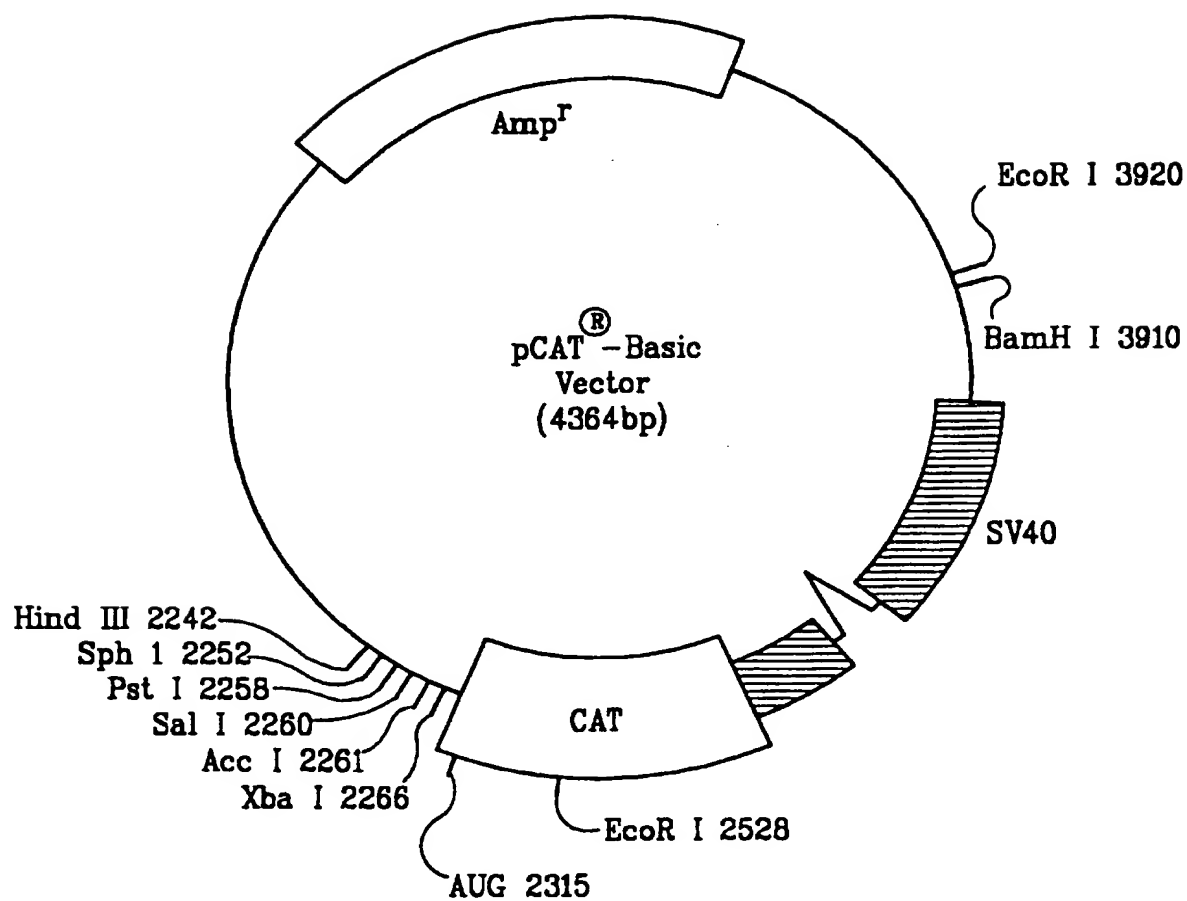 Ampʳ
EcoR I 3920
BamH I 3910
pCAT®-Basic
Vector
(4364bp)
SV40
Hind III 2242
Sph 1 2252
Pst I 2258
Sal I 2260
Acc I 2261
Xba I 2266
CAT
EcoR I 2528
AUG 2315